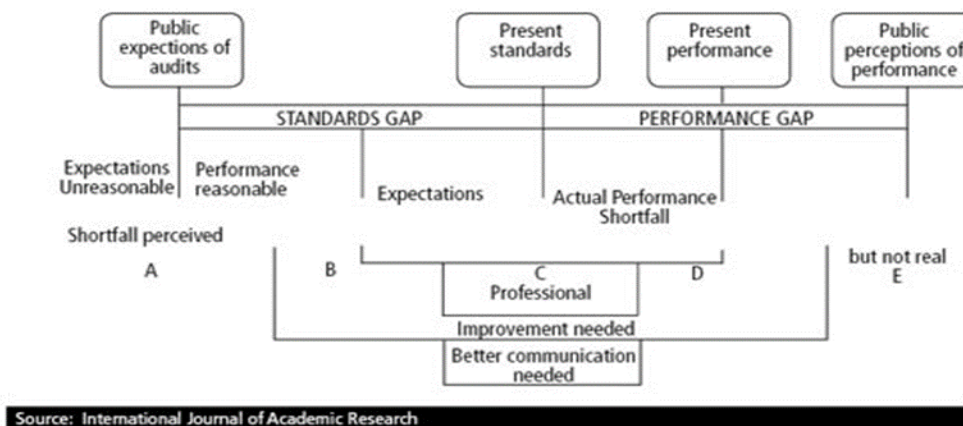 Public
expections of
audits
Present
standards
Present
performance
Public
perceptions of
performance
STANDARDS GAP
PERFORMANCE GAP
Expectations
Unreasonable
Performance
reasonable
Expectations
Actual Performance
Shortfall
Shortfall perceived
but not real
A
B
C
D
E
Professional
Improvement needed
Better communication
needed
Source: International Journal of Academic Research